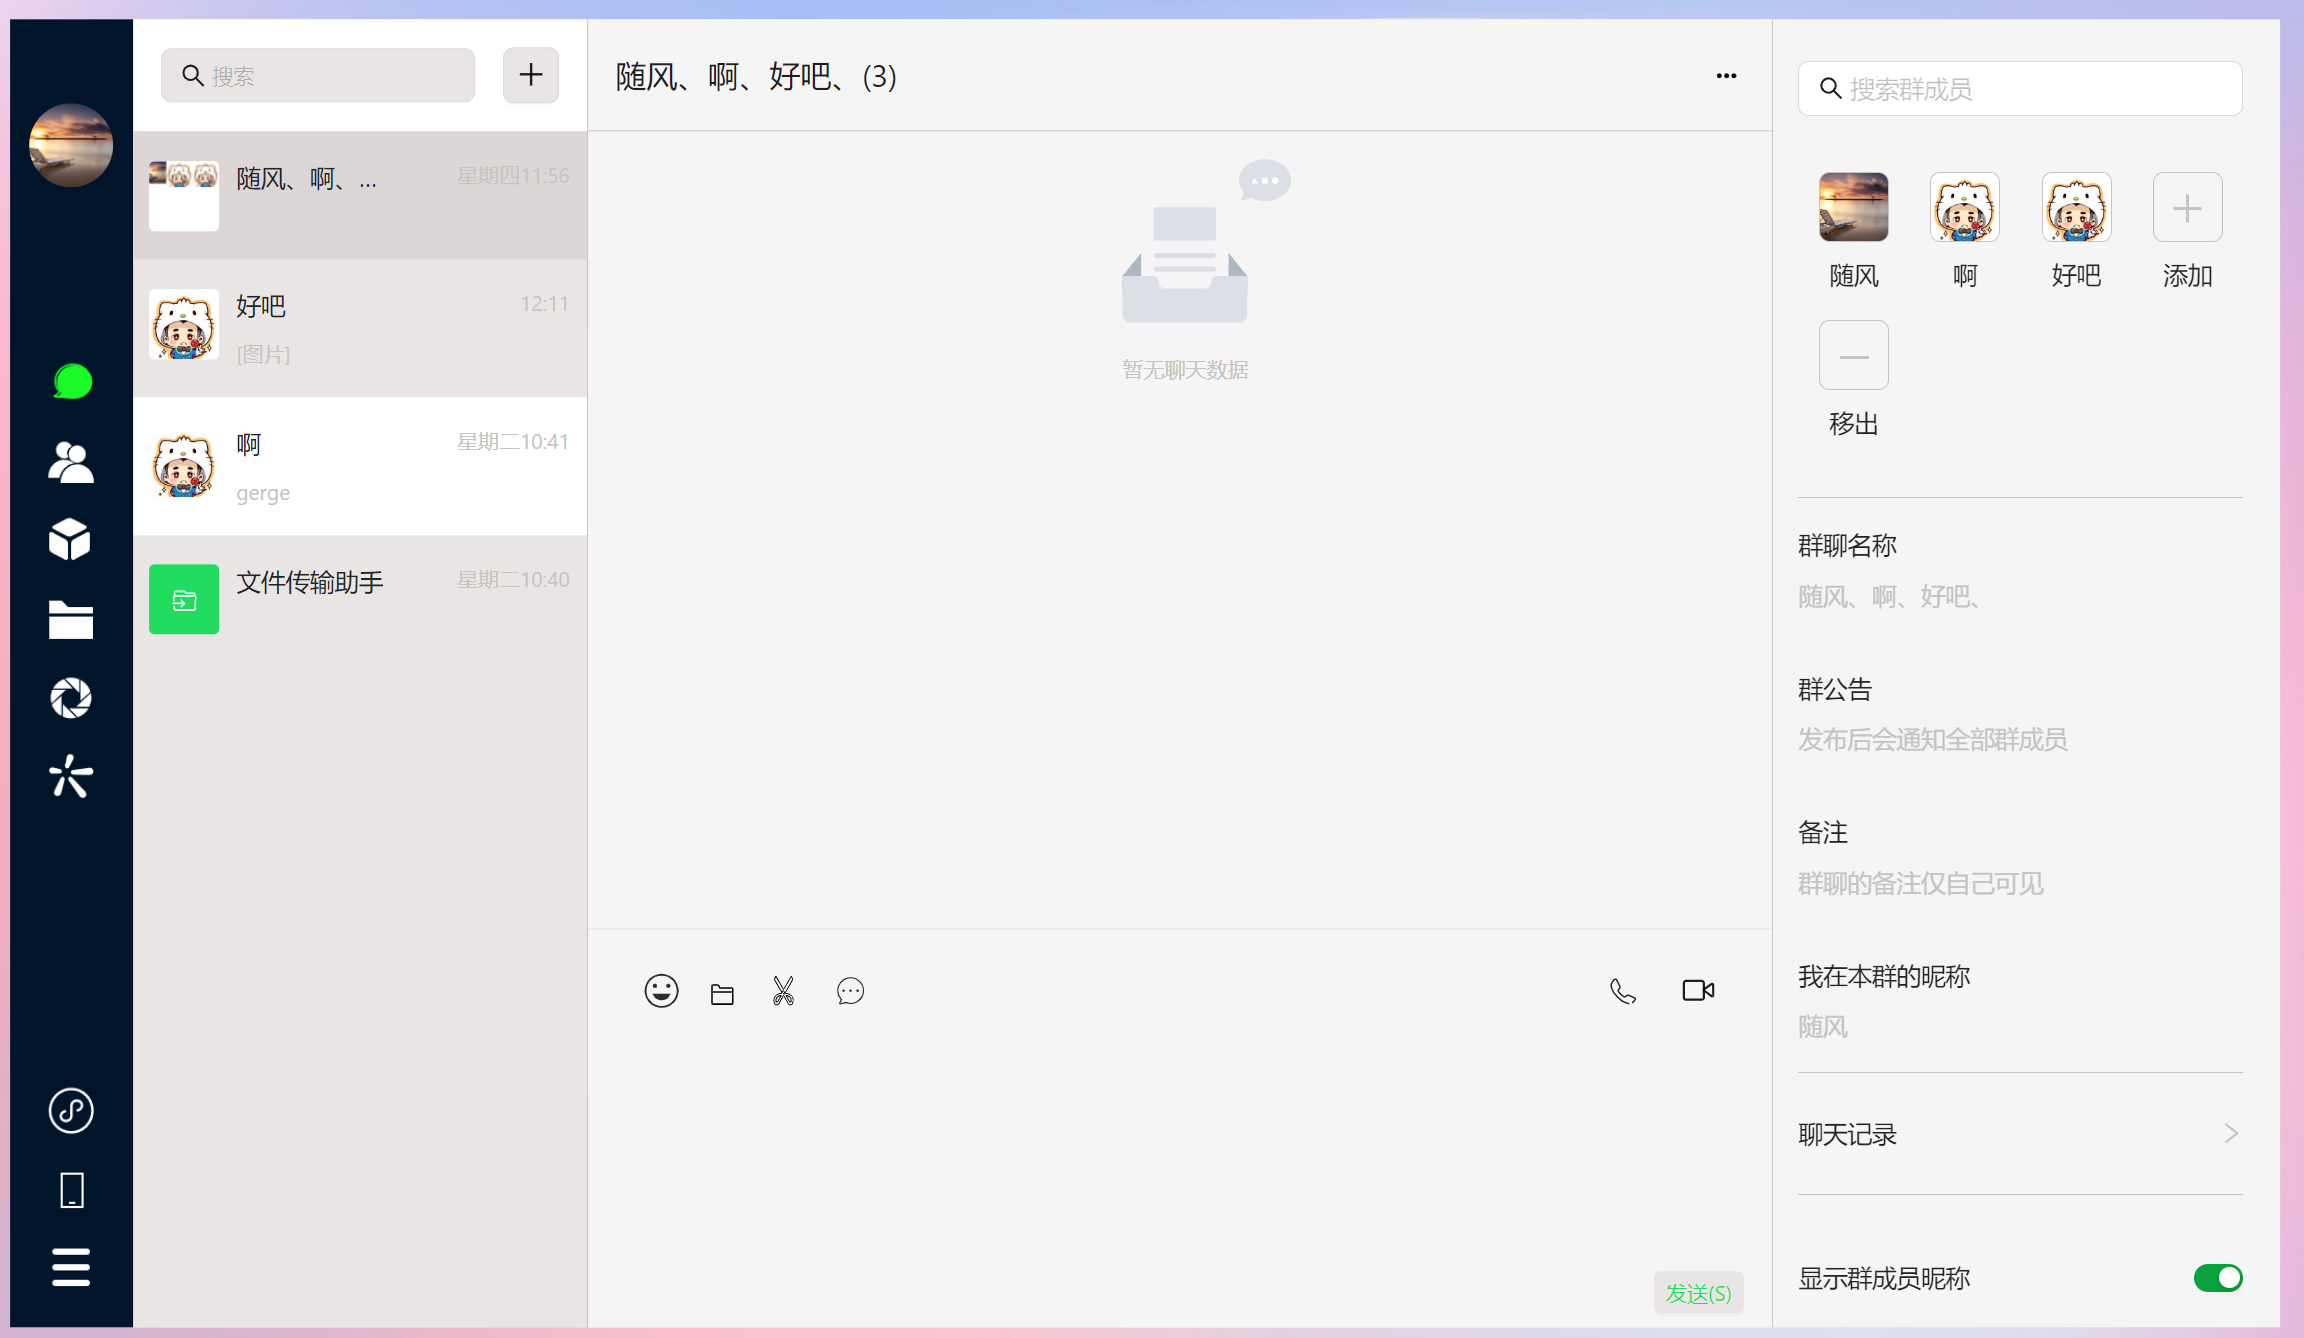 搜索
随风、啊、...
星期四11:56
好吧
12:11
[图片]
啊
星期二10:41
gerge
文件传输助手
星期二10:40
随风、啊、好吧、(3)
暂无聊天数据
发送(S)
搜索群成员
随风
啊
好吧
添加
移出
群聊名称
随风、啊、好吧、
群公告
发布后会通知全部群成员
备注
群聊的备注仅自己可见
我在本群的昵称
随风
聊天记录
显示群成员昵称